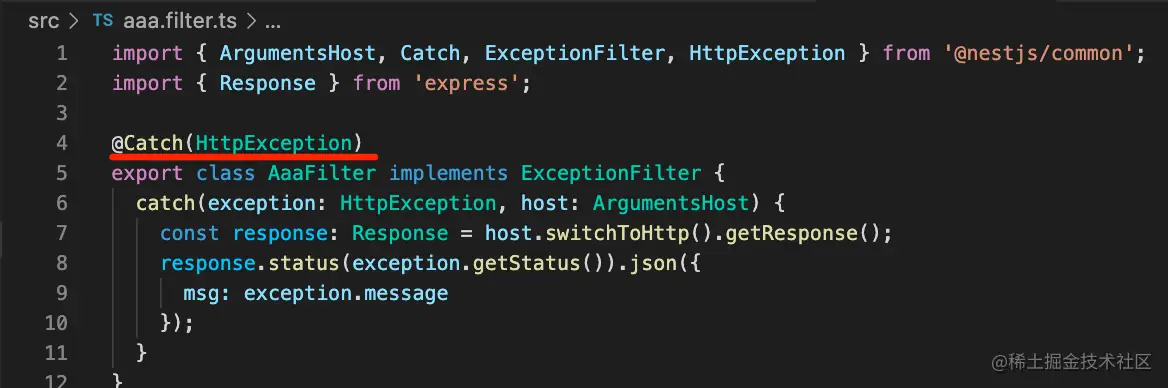 src > TS aaa.filter.ts > ...
1 import { ArgumentsHost, Catch, ExceptionFilter, HttpException } from '@nestjs/common';
2 import { Response } from 'express';
3
4 @Catch(HttpException)
5 export class AaaFilter implements ExceptionFilter {
6   catch(exception: HttpException, host: ArgumentsHost) {
7     const response: Response = host.switchToHttp().getResponse();
8     response.status(exception.getStatus()).json({
9       msg: exception.message
10     });
11   }
12 }
@稀土掘金技术社区